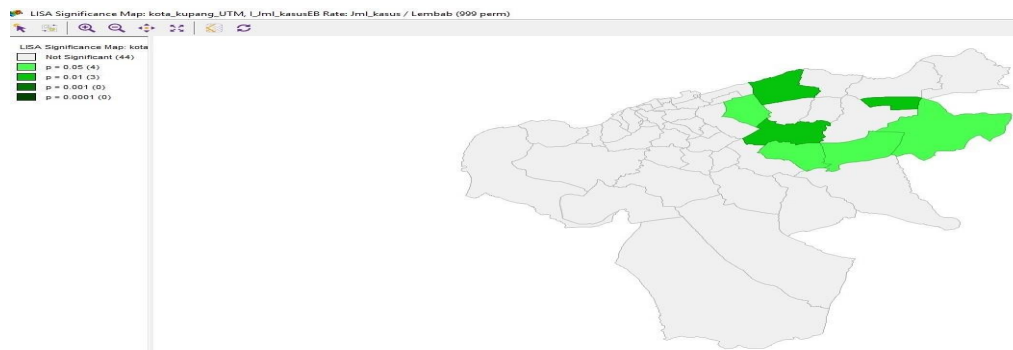 LISA Significance Map: kota_kupang_UTM, I_Jml_kasusEB Rate: Jml_kasus / Lembab (999 perm)
LISA Significance Map: kota
Not Significant (44)
p = 0.05 (4)
p = 0.01 (3)
p = 0.001 (0)
p = 0.0001 (0)